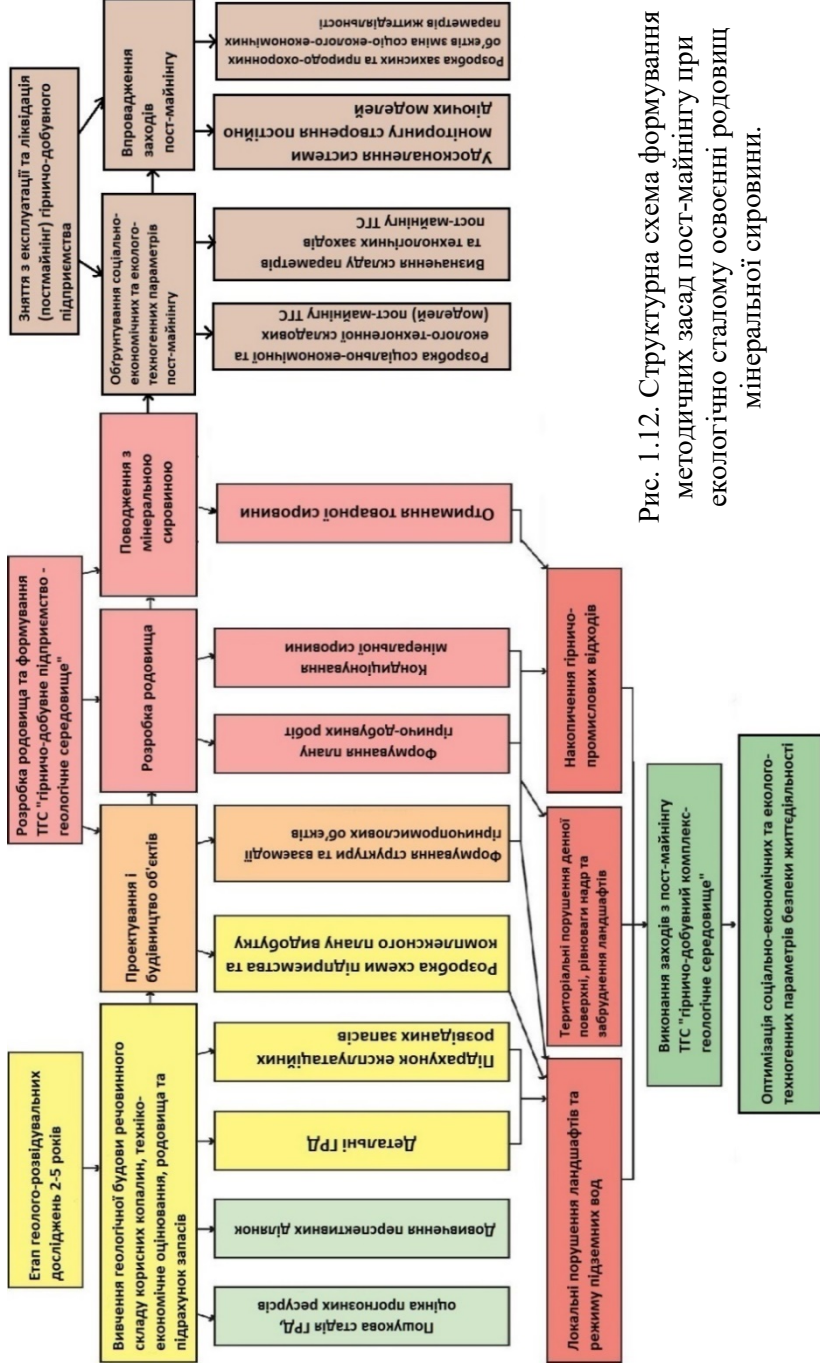 Етап геолого-розвідувальних
досліджень 2-5 років
Розробка родовища та формування
ТГС "гірничо-добувне підприємство -
геологічне середовище"
Зняття з експлуатації та ліквідація
(постмайнінг) гірничо-добувного
підприємства
Вивчення геологічної будови речовинного
складу корисних копалин, техніко-
економічне оцінювання, родовища та
підрахунок запасів
Проектування і
будівництво об'єктів
Розробка родовища
Поводження з
мінеральною
сировиною
Обґрунтування соціально-
економічних та еколого-
техногенних параметрів
пост-майнінгу
Впровадження
заходів
пост-майнінгу
Пошукова стадія ГРД,
оцінка прогнозних ресурсів
Довивчення перспективних ділянок
Детальні ГРД
Підрахунок експлуатаційних
розвіданих запасів
Розробка схеми підприємства та
комплексного плану видобутку
Формування структури та взаємодії
гірничопромислових об'єктів
Формування плану
гірничо-добувних робіт
Кондиціонування
мінеральної сировини
Отримання товарної сировини
Розробка соціально-економічної та
еколого-техногенної складових
(моделей) пост-майнінгу ТГС
Визначення складу параметрів
та технологічних заходів
пост-майнінгу ТГС
Удосконалення системи
моніторингу створення постійно
діючих моделей
Розробка захисних та природо-охоронних
об'єктів зміна соціо-еколого-економічних
параметрів життєдіяльності
Локальні порушення ландшафтів та
режиму підземних вод
Територіальні порушення денної
поверхні, рівноваги надр та
забруднення ландшафтів
Накопичення гірничо-
промислових відходів
Виконання заходів з пост-майнінгу
ТГС "гірничо-добувний комплекс-
геологічне середовище"
Оптимізація соціально-економічних та еколого-
техногенних параметрів безпеки життєдіяльності
Рис. 1.12. Структурна схема формування
методичних засад пост-майнінгу при
екологічно сталому освоєнні родовищ
мінеральної сировини.